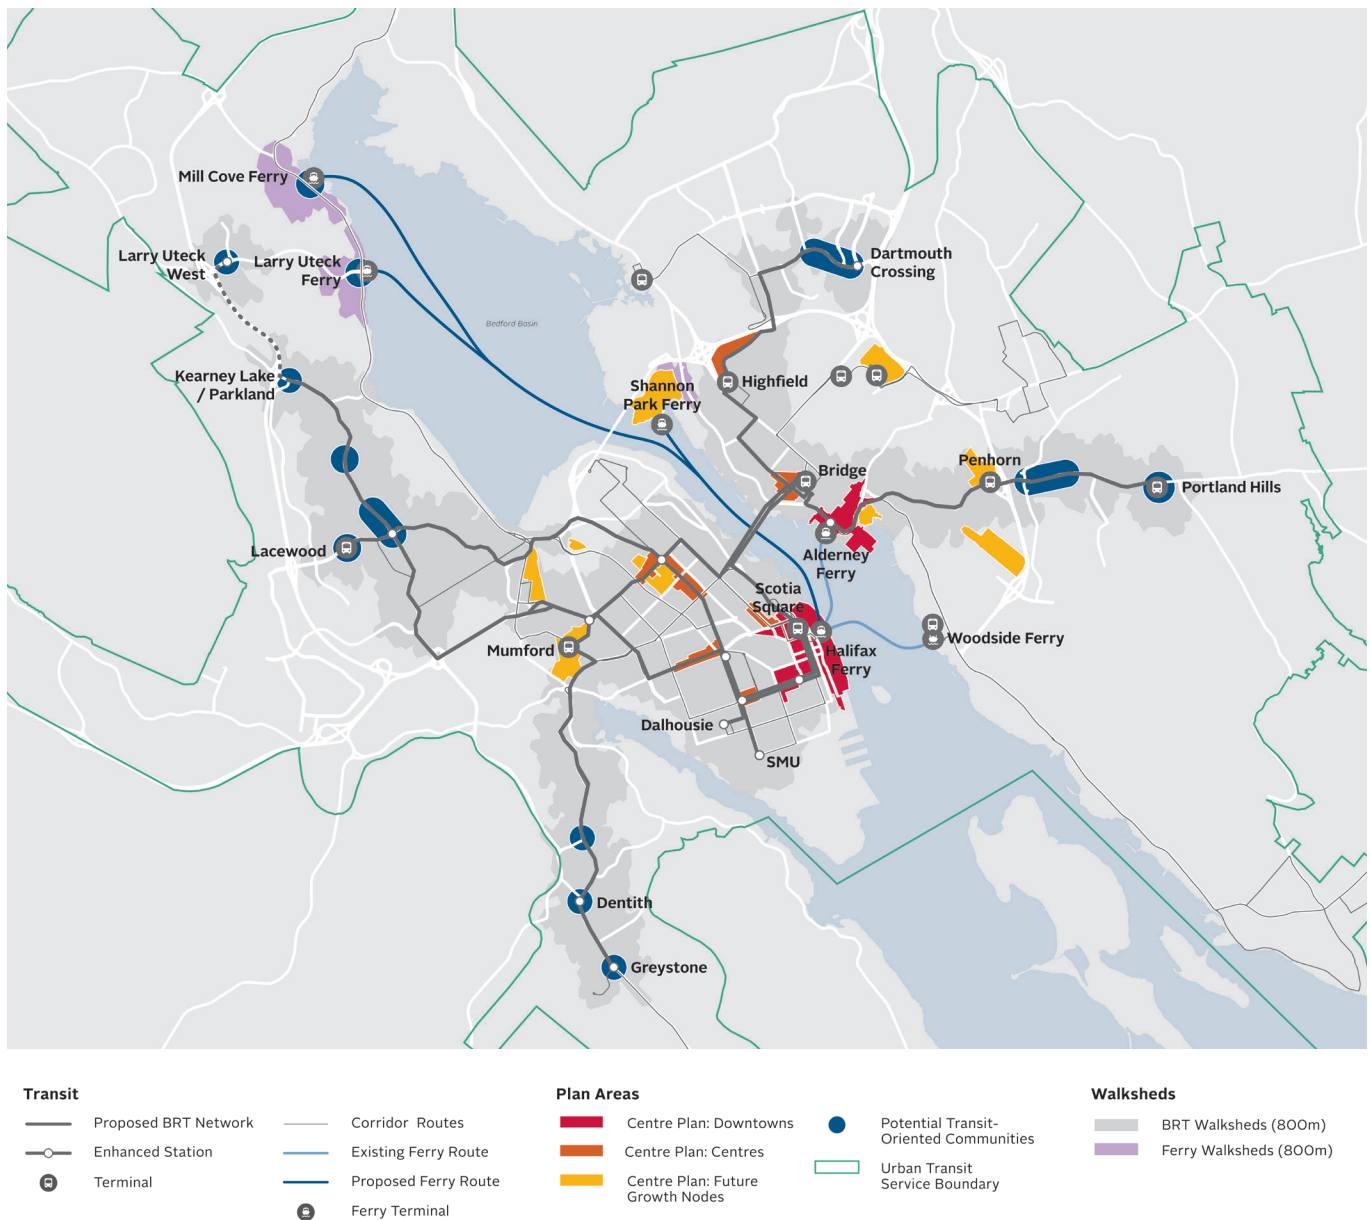 Mill Cove Ferry
Larry Uteck
West
Larry Uteck
Ferry
Dartmouth
Crossing
Bedford Basin
Kearney Lake
/ Parkland
Shannon
Park Ferry
Highfield
Bridge
Penhorn
Portland Hills
Lacewood
Alderney
Ferry
Scotia
Square
Woodside Ferry
Mumford
Halifax
Ferry
Dalhousie
SMU
Dentith
Greystone
Transit
Proposed BRT Network
Enhanced Station
Terminal
Corridor Routes
Existing Ferry Route
Proposed Ferry Route
Ferry Terminal
Plan Areas
Centre Plan: Downtowns
Centre Plan: Centres
Centre Plan: Future
Growth Nodes
Potential Transit-
Oriented Communities
Urban Transit
Service Boundary
Walksheds
BRT Walksheds (800m)
Ferry Walksheds (800m)